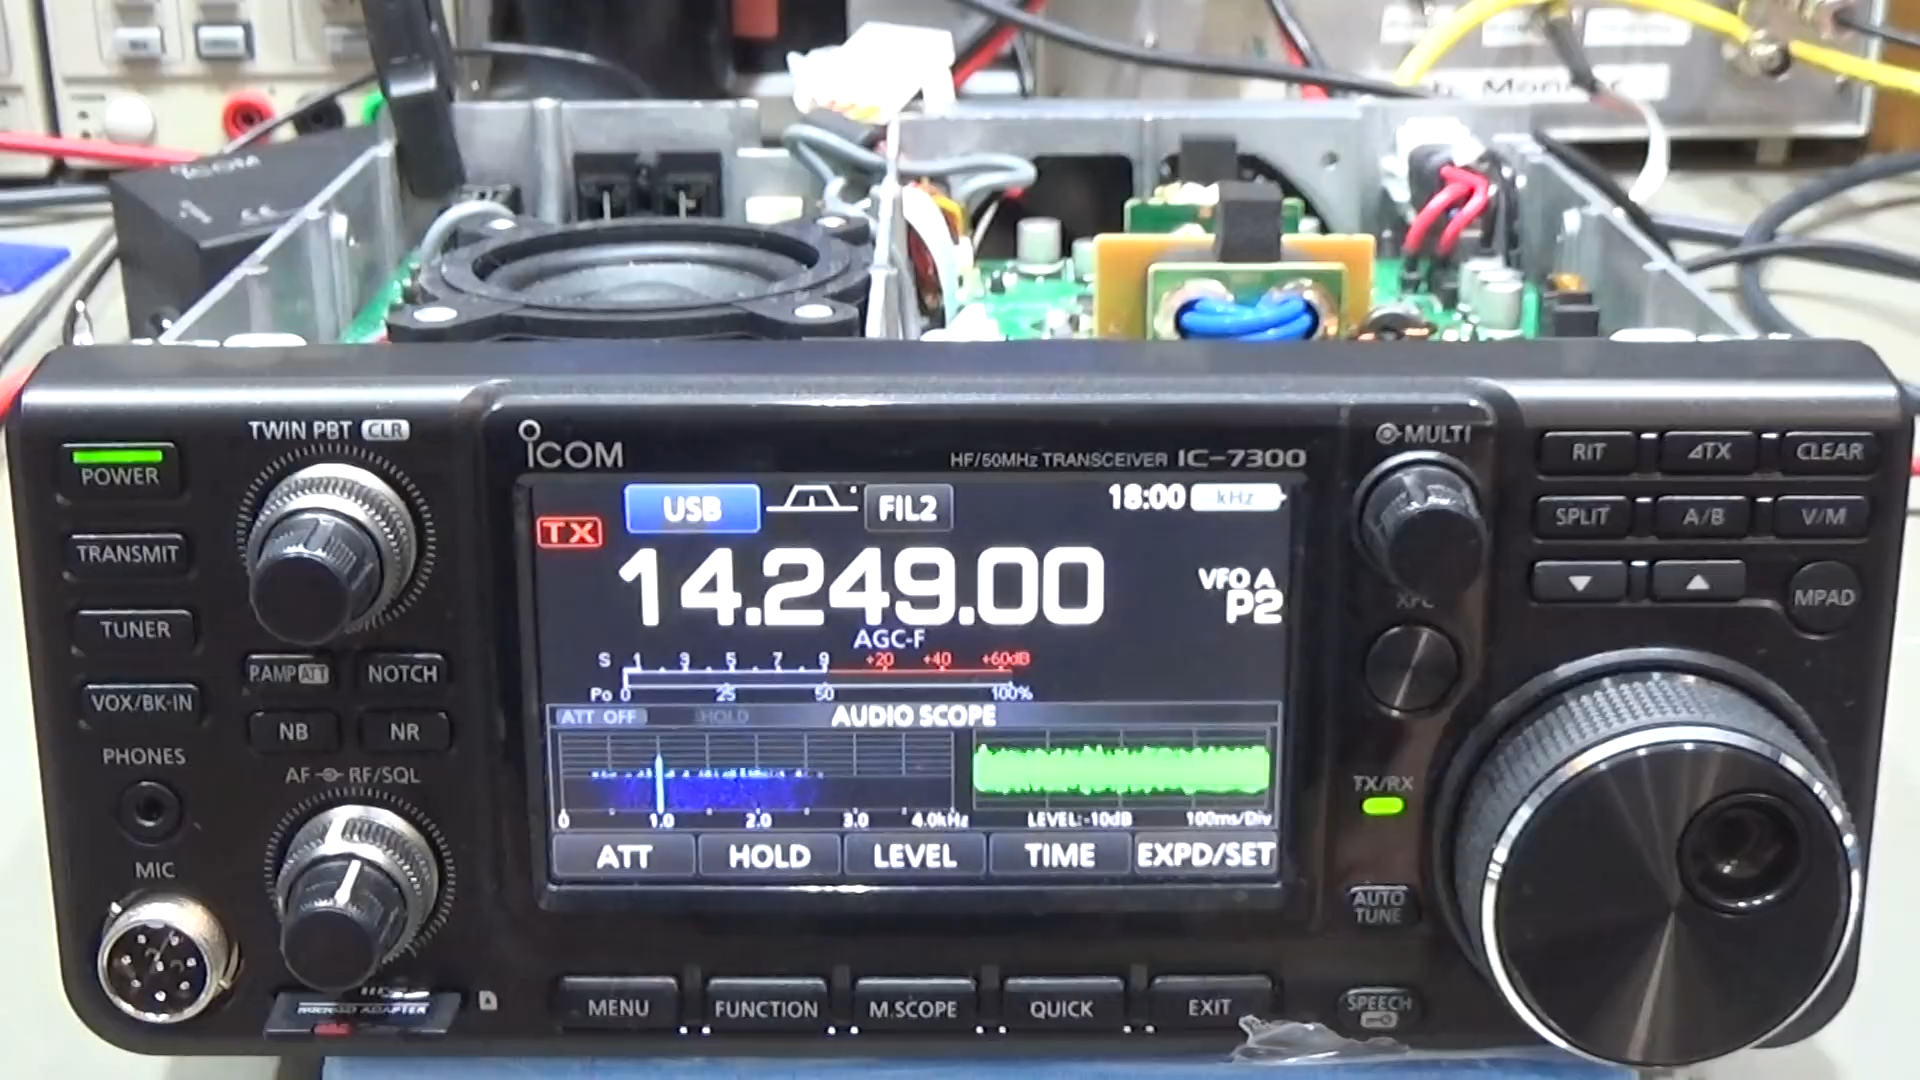 ICOM
TWIN PBT CLR
POWER
TRANSMIT
TUNER
VOX/BK-IN
P.AMP ATT
NOTCH
NB
NR
PHONES
AF RF/SQL
MIC
ICOM
HF/50MHz TRANSCEIVER IC-7300
TX
USB
FIL2
18:00 kHz
14.249.00
VFO A
P2
AGC-F
S 1 3 5 7 9 +20 +40 +60dB
Po 0 25 50 100%
ATT OFF HOLD AUDIO SCOPE
0 1.0 2.0 3.0 4.0kHz
LEVEL:-10dB 100ms/Div
ATT HOLD LEVEL TIME EXPD/SET
MENU FUNCTION M.SCOPE QUICK EXIT
MULTI
RIT ΔTX CLEAR
SPLIT A/B V/M
▼ ▲ MPAD
XFC
TX/RX
AUTO TUNE
SPEECH
ADAPTER